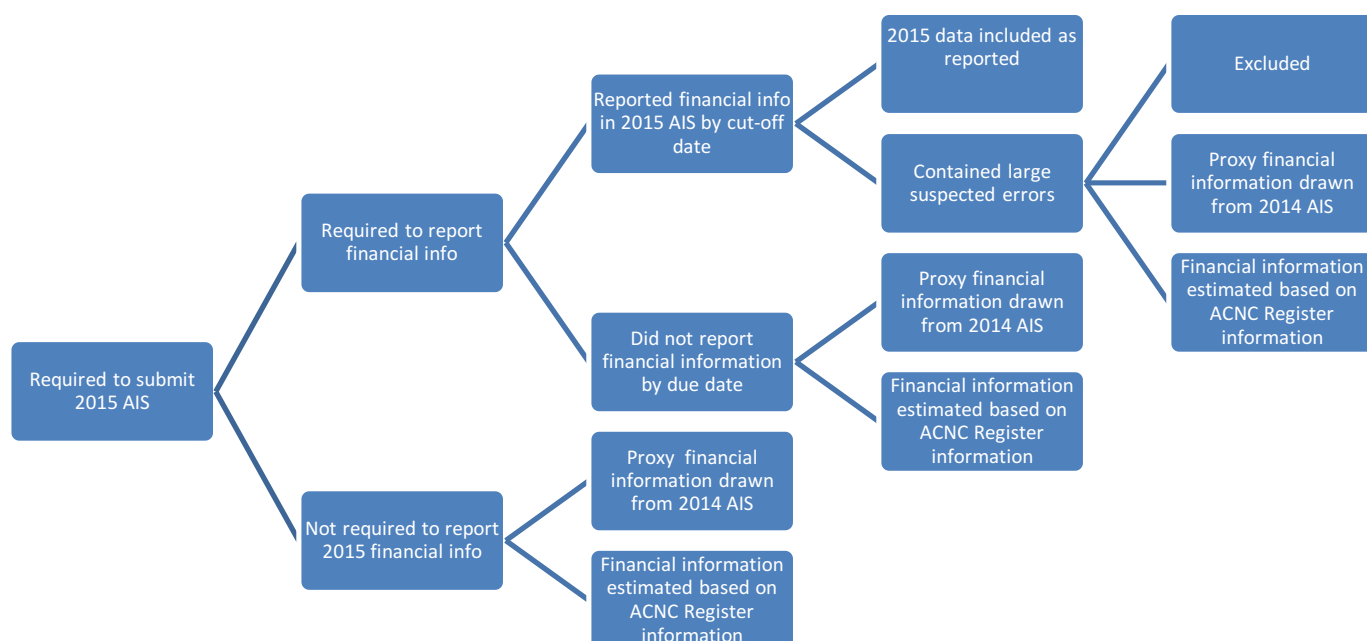 2015 data included as
reported
Excluded
Reported financial info
in 2015 AIS by cut-off
date
Contained large
suspected errors
Proxy financial
information drawn
from 2014 AIS
Required to report
financial info
Proxy financial
information drawn
from 2014 AIS
Financial information
estimated based on
ACNC Register
information
Did not report
financial information
by due date
Required to submit
2015 AIS
Financial information
estimated based on
ACNC Register
information
Proxy financial
information drawn
from 2014 AIS
Not required to report
2015 financial info
Financial information
estimated based on
ACNC Register
information